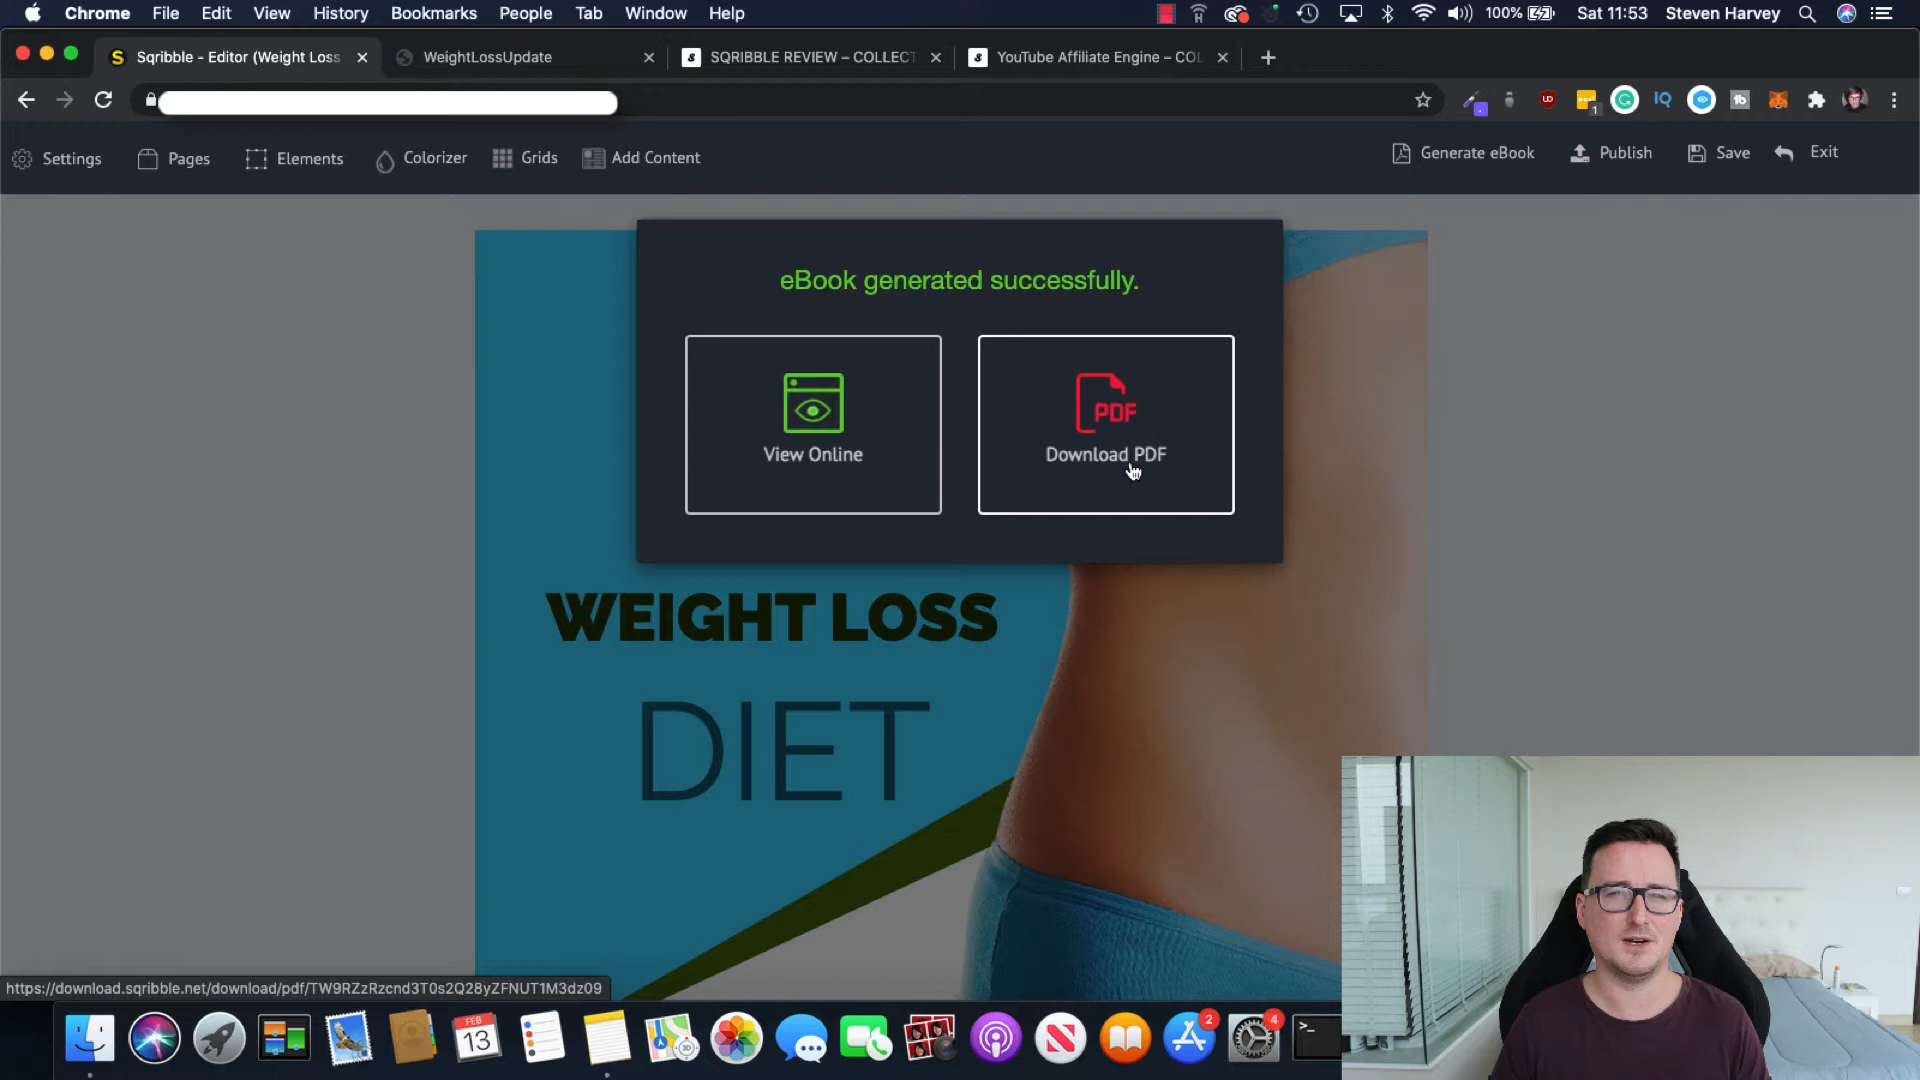 Chrome File Edit View History Bookmarks People Tab Window Help 100% Sat 11:53 Steven Harvey
Sqribble - Editor (Weight Loss WeightLossUpdate SQRIBBLE REVIEW – COLLECT YouTube Affiliate Engine – COL
Settings Pages Elements Colorizer Grids Add Content Generate eBook Publish Save Exit
eBook generated successfully.
PDF
View Online Download PDF
WEIGHT LOSS
DIET
https://download.sqribble.net/download/pdf/TW9RZzRzcnd3T0s2Q28yZFNUT1M3dz09
FEB
13
2
4